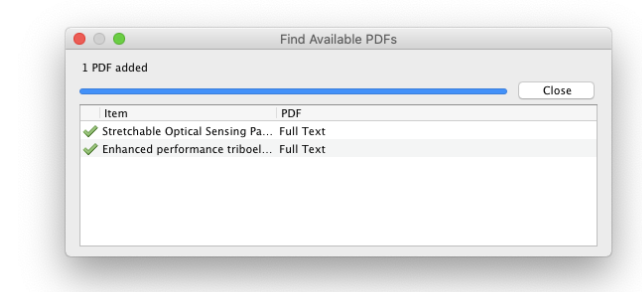 Find Available PDFs
1 PDF added
Close
Item PDF
Stretchable Optical Sensing Pa... Full Text
Enhanced performance triboel... Full Text